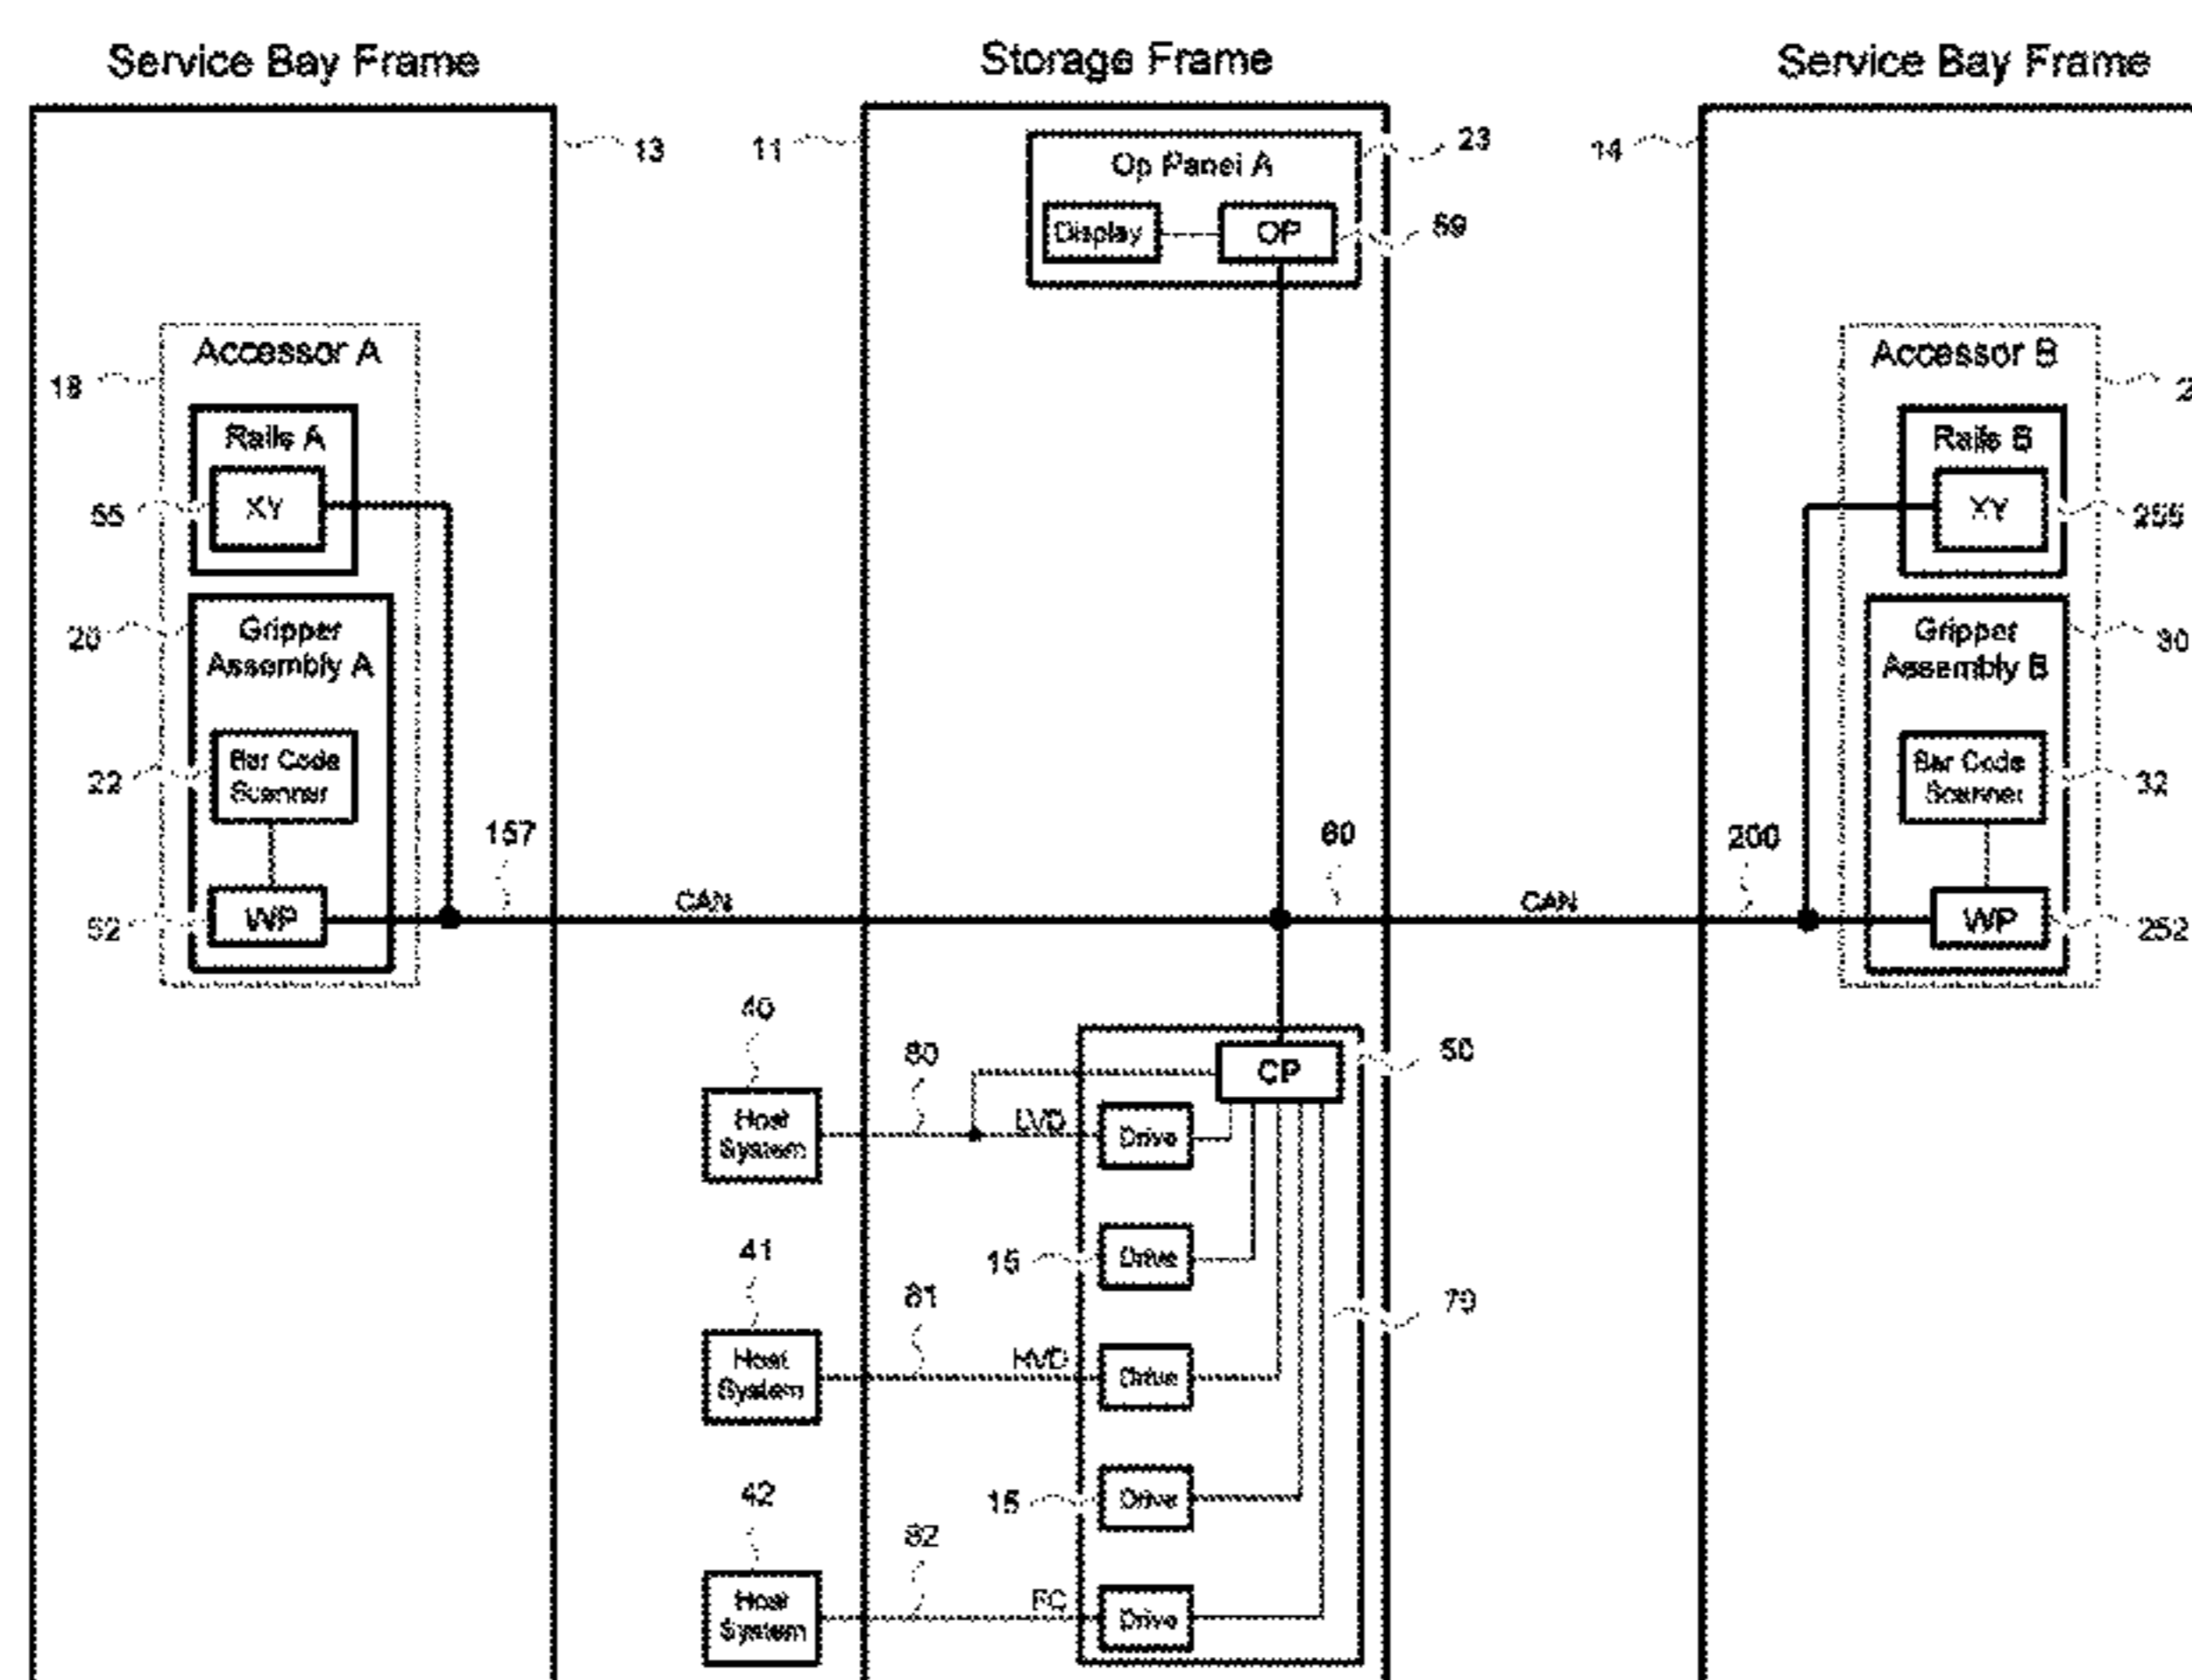 Service Bay Frame
Storage Frame
Service Bay Frame
13
11
23
14
Op Panel A
Display
OP
59
Accessor A
18
Rails A
XY
55
20
Gripper
Assembly A
Bar Code
Scanner
22
157
WP
52
CAN
60
CAN
200
Accessor B
Rails B
XY
255
Gripper
Assembly B
30
Bar Code
Scanner
32
WP
252
40
80
50
CP
Host
System
LVD
Drive
41
15
Drive
81
70
Host
System
HVD
Drive
42
15
Drive
82
Host
System
FC
Drive